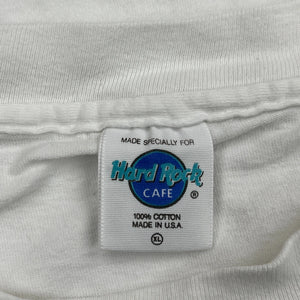 MADE SPECIALLY FOR
Hard Rock
CAFE
®
100% COTTON
MADE IN U.S.A.
XL